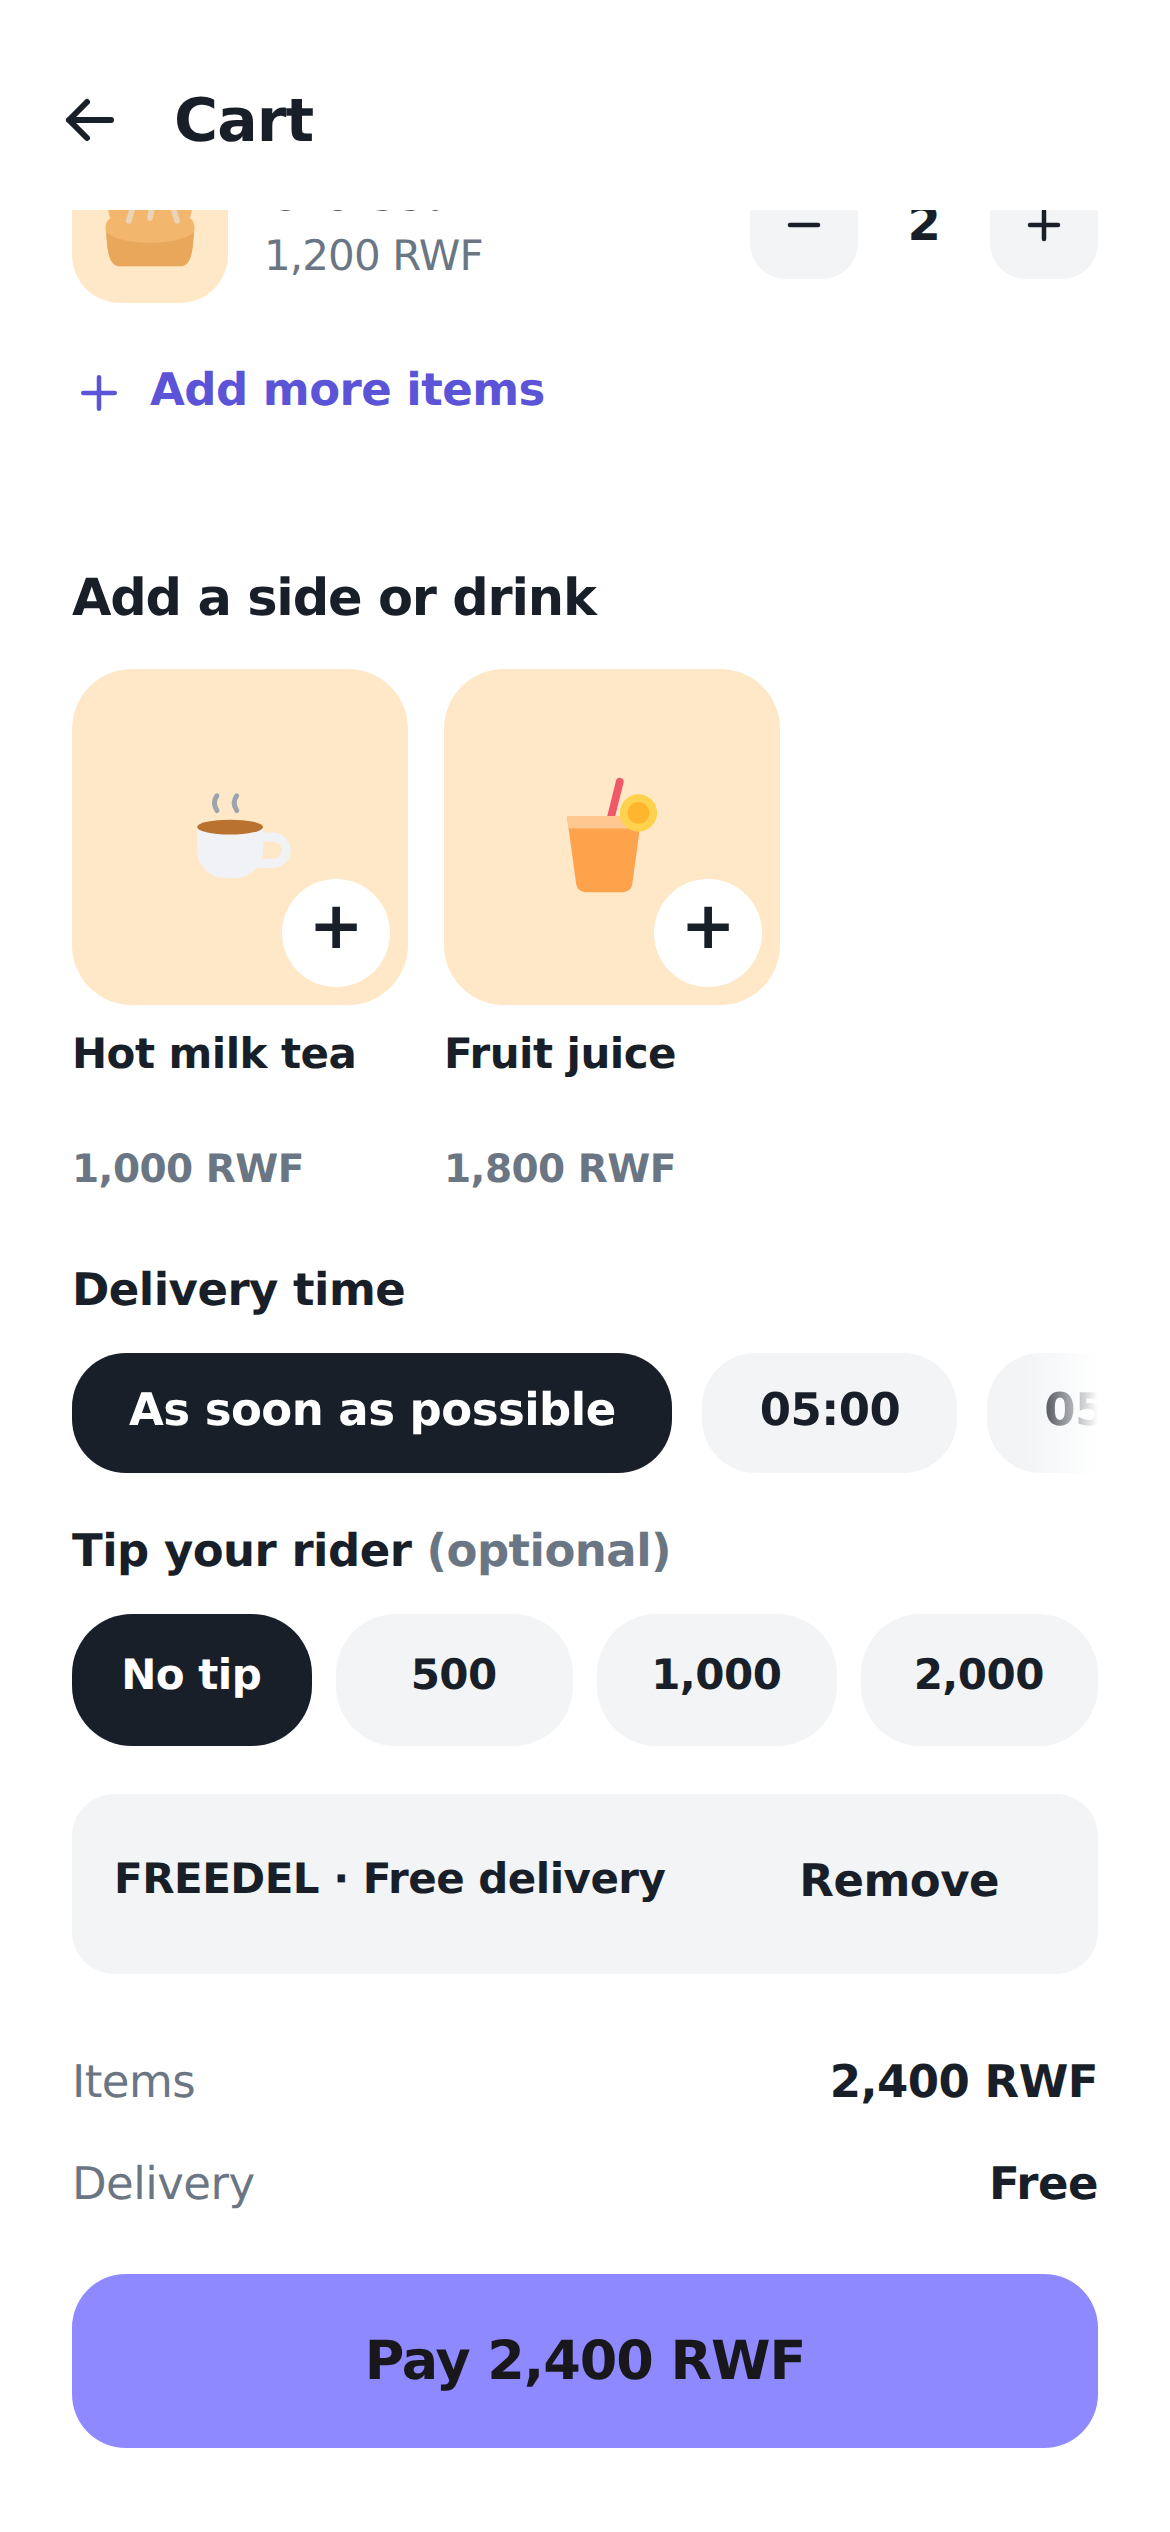 Cart
1,200 RWF
2
Add more items
Add a side or drink
+
+
Hot milk tea
Fruit juice
1,000 RWF
1,800 RWF
Delivery time
As soon as possible
05:00
Tip your rider (optional)
No tip
500
1,000
2,000
FREEDEL · Free delivery
Remove
Items
2,400 RWF
Delivery
Free
Pay 2,400 RWF